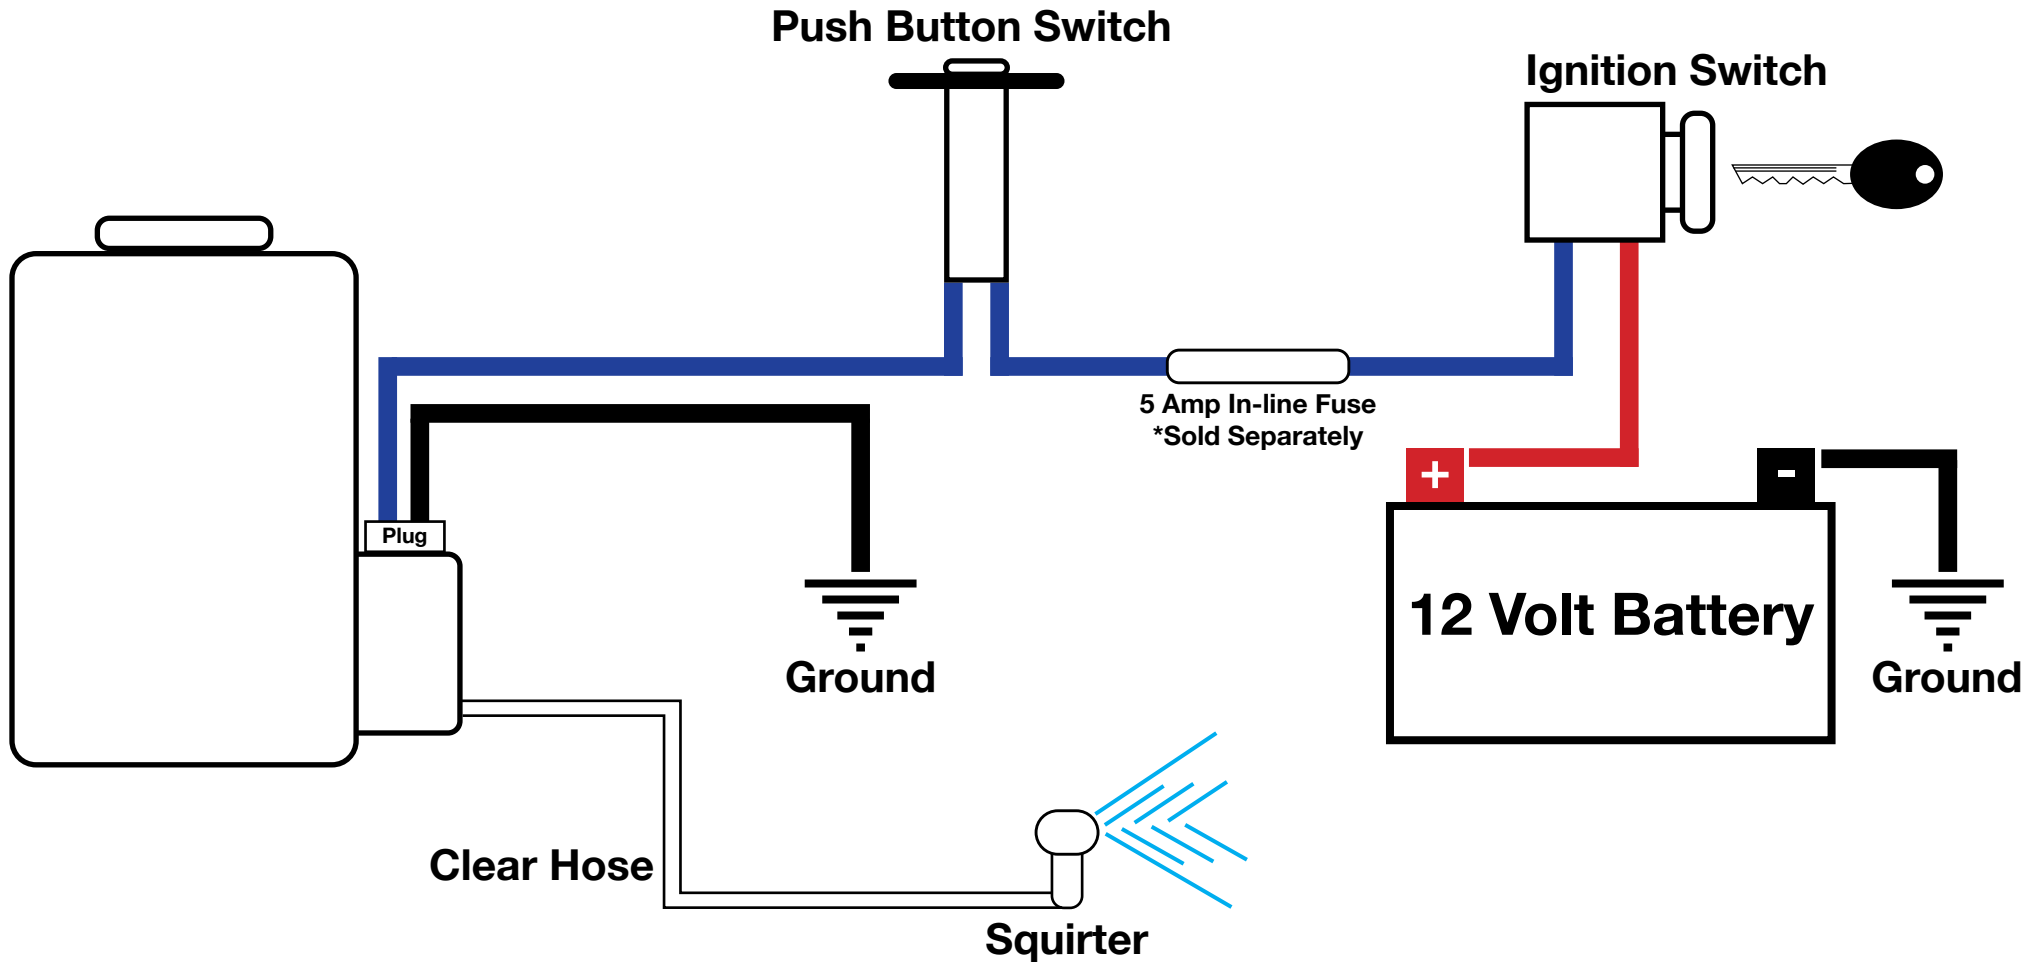 Push Button Switch
Ignition Switch
5 Amp In-line Fuse
*Sold Separately
+
-
Plug
12 Volt Battery
Ground
Ground
Clear Hose
Squirter